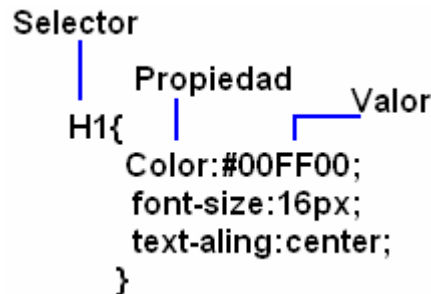 Selector
Propiedad
Valor
H1{
Color:#00FF00;
font-size:16px;
text-aling:center;
}